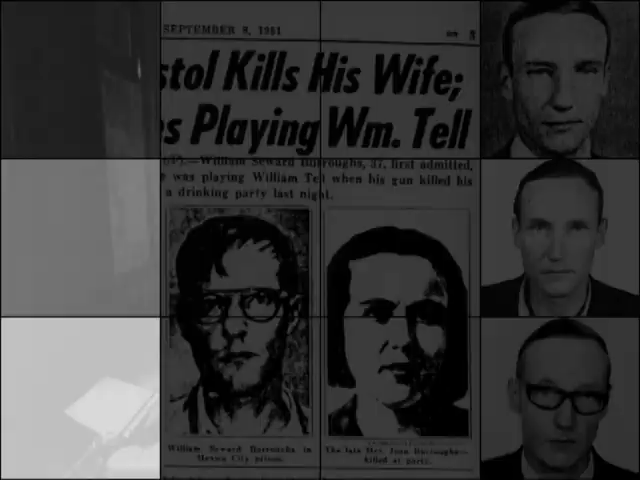 SEPTEMBER 8, 1951
stol Kills His Wife;
s Playing Wm. Tell
—William Seward Burroughs, 37, first admitted,
was playing William Tell when his gun killed his
a drinking party last night.
William Seward Burroughs in
Mexico City prison.
The late Mrs. Joan Burroughs—
killed at party.